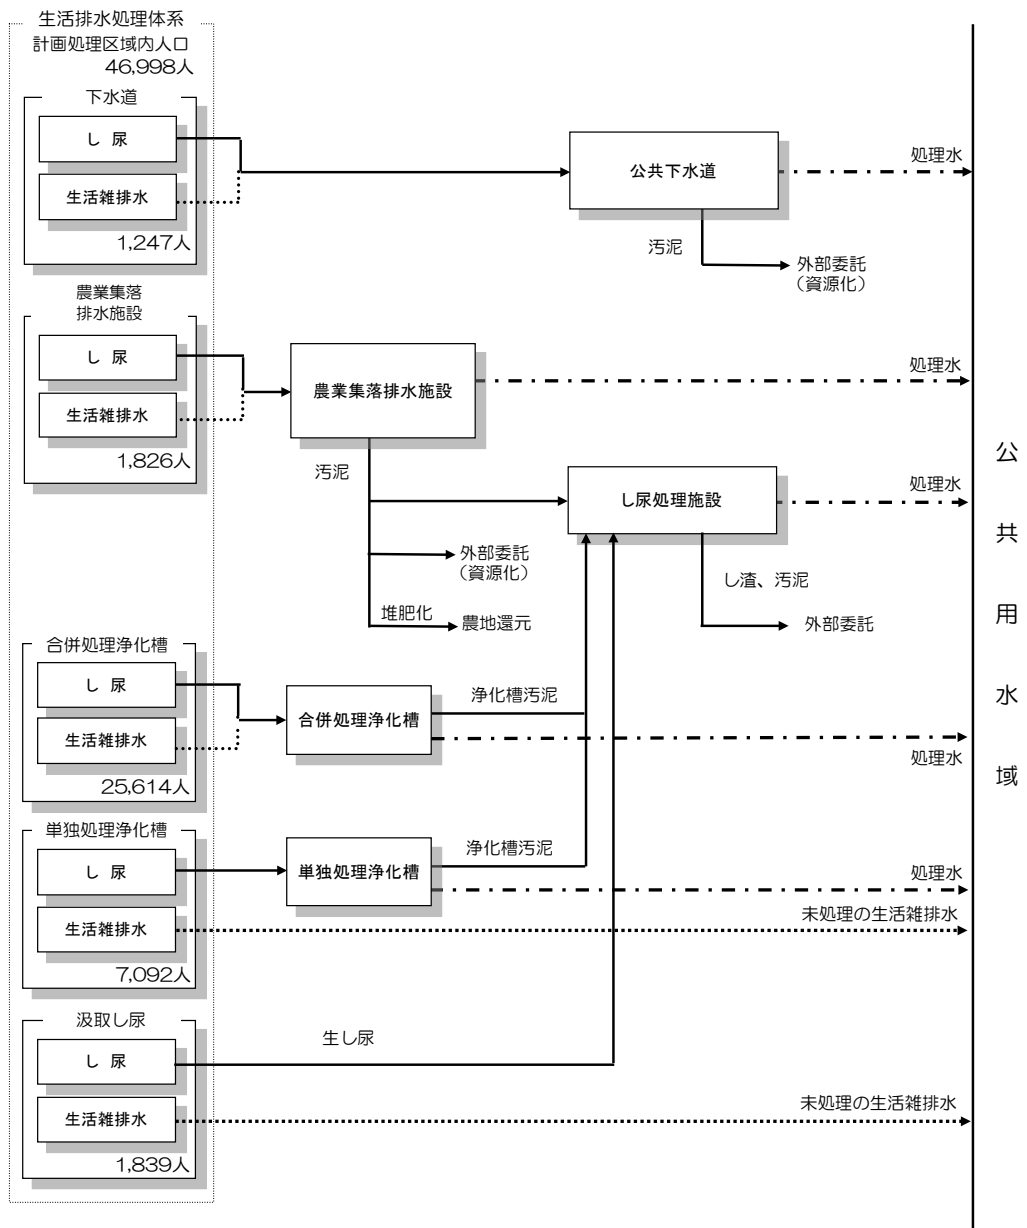 生活排水処理体系
計画処理区域内人口
46,998人
下水道
し 尿
生活雑排水
1,247人
公共下水道
処理水
汚泥
外部委託
（資源化）
農業集落
排水施設
し 尿
生活雑排水
1,826人
農業集落排水施設
処理水
汚泥
し尿処理施設
処理水
外部委託
（資源化）
堆肥化
農地還元
し渣、汚泥
外部委託
合併処理浄化槽
し 尿
生活雑排水
25,614人
合併処理浄化槽
浄化槽汚泥
処理水
単独処理浄化槽
し 尿
生活雑排水
7,092人
単独処理浄化槽
浄化槽汚泥
処理水
未処理の生活雑排水
汲取し尿
し 尿
生活雑排水
1,839人
生し尿
未処理の生活雑排水
公共用水域